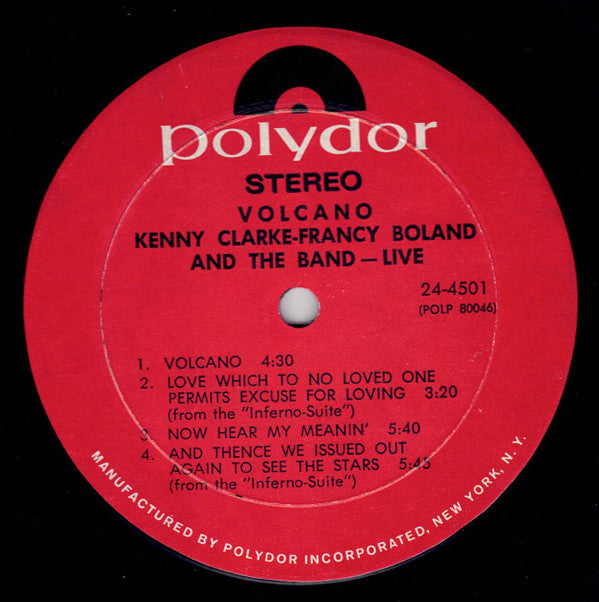 polydor
STEREO
VOLCANO
KENNY CLARKE-FRANCY BOLAND
AND THE BAND — LIVE
24-4501
(POLP 80046)
1. VOLCANO 4:30
2. LOVE WHICH TO NO LOVED ONE
PERMITS EXCUSE FOR LOVING 3:20
(from the "Inferno-Suite")
3. NOW HEAR MY MEANIN' 5:40
4. AND THENCE WE ISSUED OUT
AGAIN TO SEE THE STARS 5:45
(from the "Inferno-Suite")
MANUFACTURED BY POLYDOR INCORPORATED, NEW YORK, N. Y.